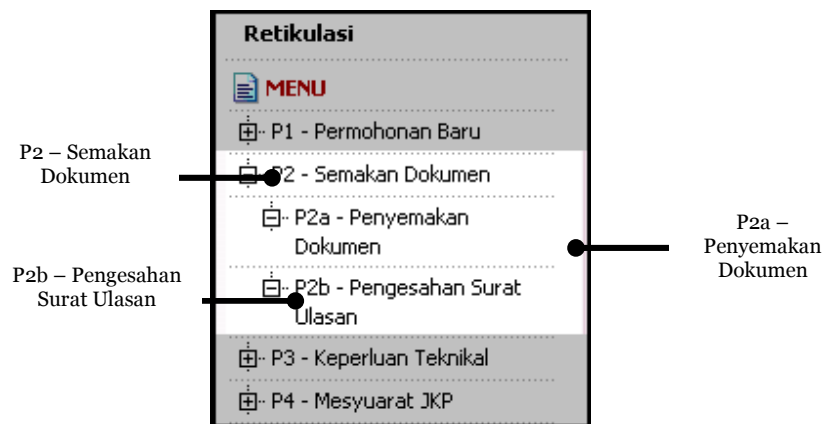 Retikulasi
MENU
P1 - Permohonan Baru
P2 – Semakan
Dokumen
P2 - Semakan Dokumen
P2a - Penyemakan
Dokumen
P2a –
Penyemakan
Dokumen
P2b – Pengesahan
Surat Ulasan
P2b - Pengesahan Surat
Ulasan
P3 - Keperluan Teknikal
P4 - Mesyuarat JKP